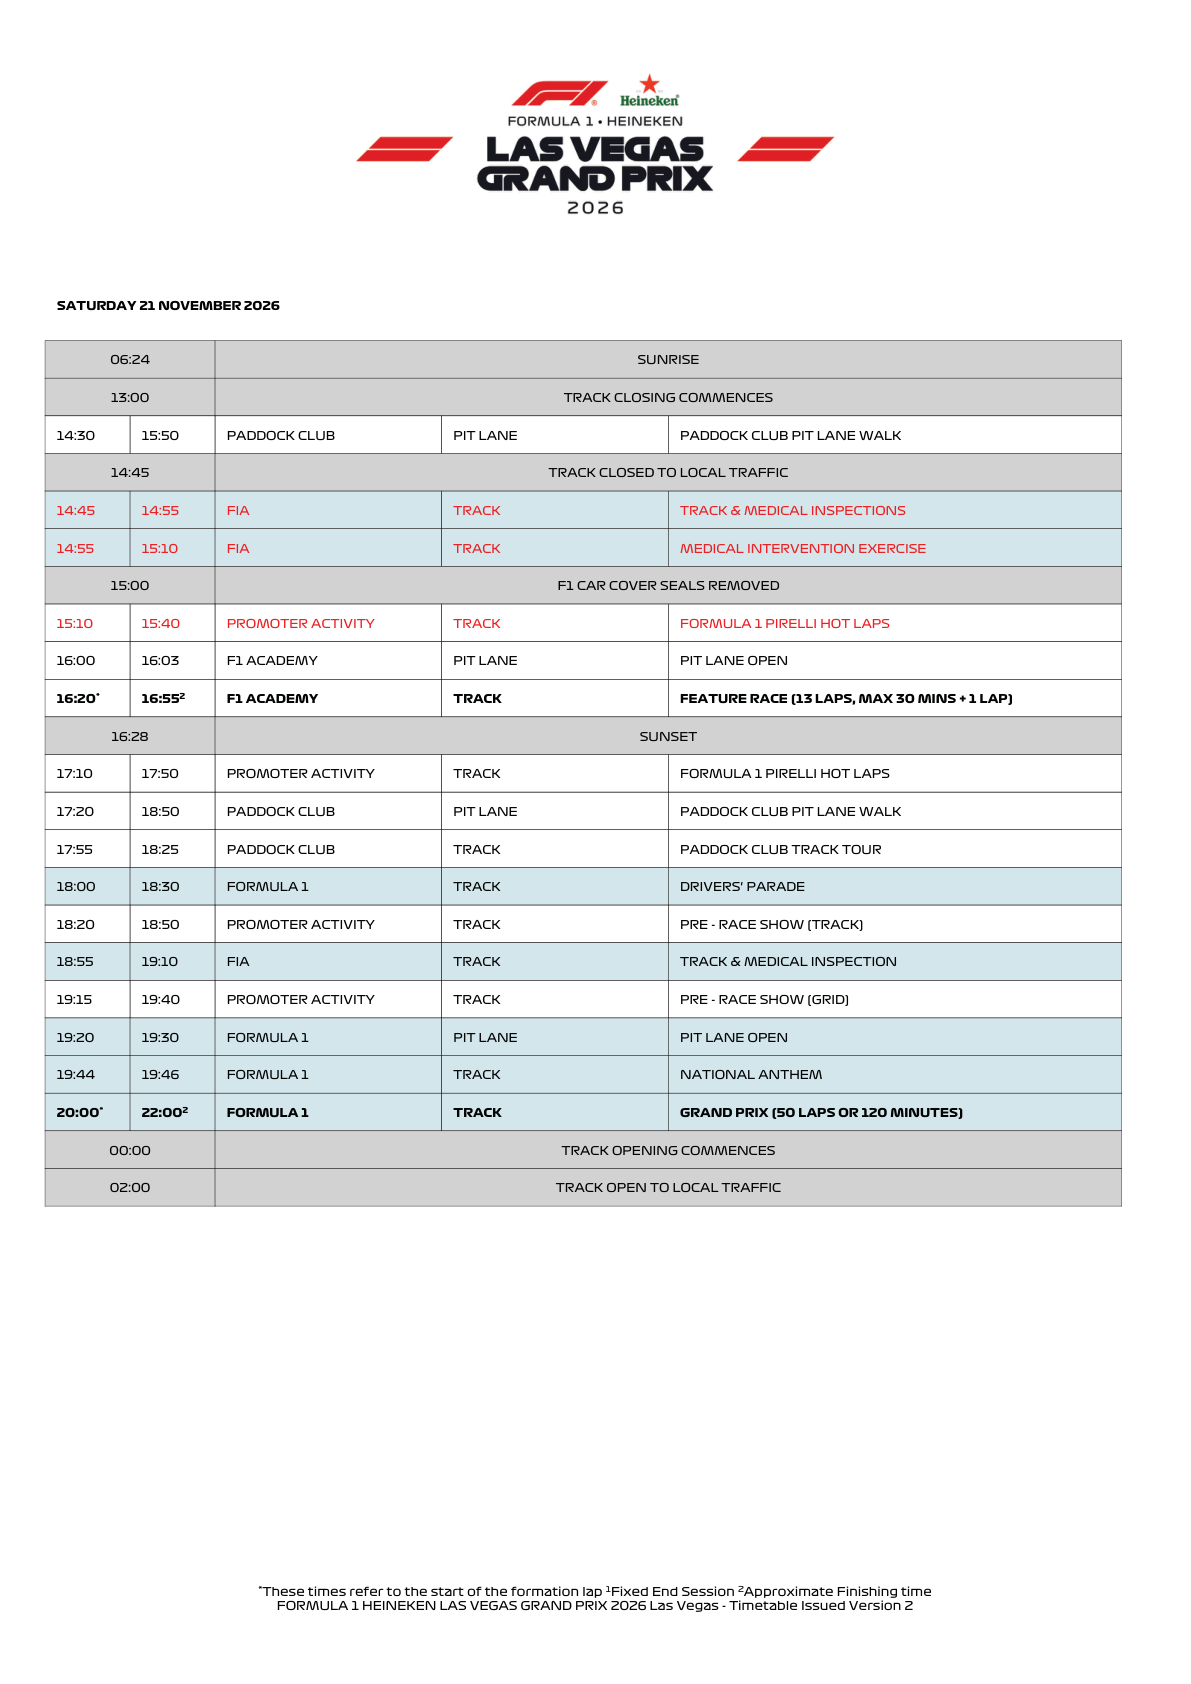 Heineken
FORMULA 1 • HEINEKEN
LAS VEGAS
GRAND PRIX
2026
SATURDAY 21 NOVEMBER 2026
06:24 SUNRISE
13:00 TRACK CLOSING COMMENCES
14:30 15:50 PADDOCK CLUB PIT LANE PADDOCK CLUB PIT LANE WALK
14:45 TRACK CLOSED TO LOCAL TRAFFIC
14:45 14:55 FIA TRACK TRACK & MEDICAL INSPECTIONS
14:55 15:10 FIA TRACK MEDICAL INTERVENTION EXERCISE
15:00 F1 CAR COVER SEALS REMOVED
15:10 15:40 PROMOTER ACTIVITY TRACK FORMULA 1 PIRELLI HOT LAPS
16:00 16:03 F1 ACADEMY PIT LANE PIT LANE OPEN
16:20* 16:55² F1 ACADEMY TRACK FEATURE RACE (13 LAPS, MAX 30 MINS + 1 LAP)
16:28 SUNSET
17:10 17:50 PROMOTER ACTIVITY TRACK FORMULA 1 PIRELLI HOT LAPS
17:20 18:50 PADDOCK CLUB PIT LANE PADDOCK CLUB PIT LANE WALK
17:55 18:25 PADDOCK CLUB TRACK PADDOCK CLUB TRACK TOUR
18:00 18:30 FORMULA 1 TRACK DRIVERS' PARADE
18:20 18:50 PROMOTER ACTIVITY TRACK PRE - RACE SHOW (TRACK)
18:55 19:10 FIA TRACK TRACK & MEDICAL INSPECTION
19:15 19:40 PROMOTER ACTIVITY TRACK PRE - RACE SHOW (GRID)
19:20 19:30 FORMULA 1 PIT LANE PIT LANE OPEN
19:44 19:46 FORMULA 1 TRACK NATIONAL ANTHEM
20:00* 22:00² FORMULA 1 TRACK GRAND PRIX (50 LAPS OR 120 MINUTES)
00:00 TRACK OPENING COMMENCES
02:00 TRACK OPEN TO LOCAL TRAFFIC
*These times refer to the start of the formation lap ¹Fixed End Session ²Approximate Finishing time
FORMULA 1 HEINEKEN LAS VEGAS GRAND PRIX 2026 Las Vegas - Timetable Issued Version 2